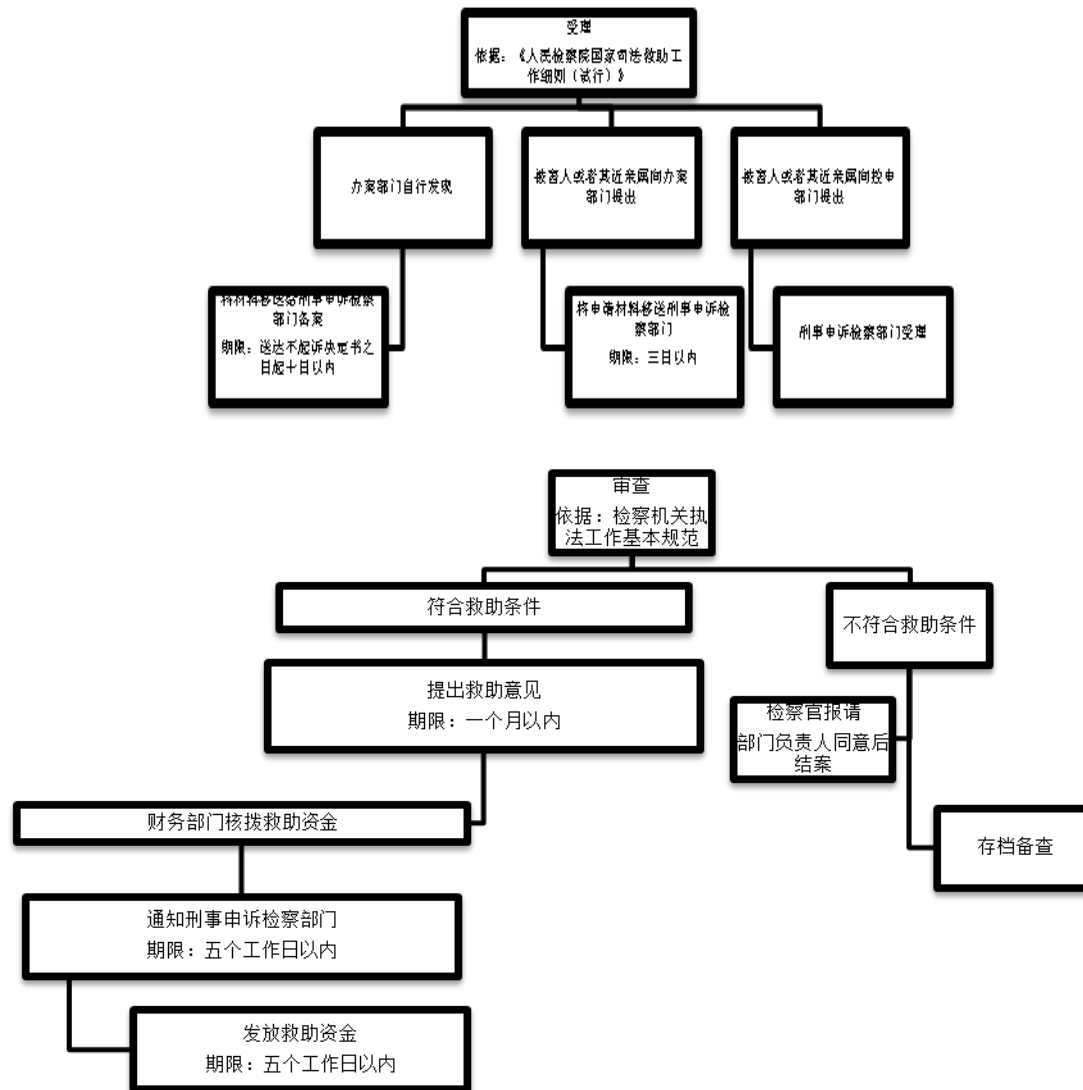 受理
依据：《人民检察院国家司法救助工
作细则（试行）》
办案部门自行发现
被害人或者其近亲属向办案
部门提出
被害人或者其近亲属向控申
部门提出
将材料移送给刑事申诉检察
部门备案
期限：送达不起诉决定书之
日起十日以内
将申请材料移送刑事申诉检
察部门
期限：三日以内
刑事申诉检察部门受理
审查
依据：检察机关执
法工作基本规范
符合救助条件
不符合救助条件
提出救助意见
期限：一个月以内
检察官报请
部门负责人同意后
结案
财务部门核拨救助资金
存档备查
通知刑事申诉检察部门
期限：五个工作日以内
发放救助资金
期限：五个工作日以内